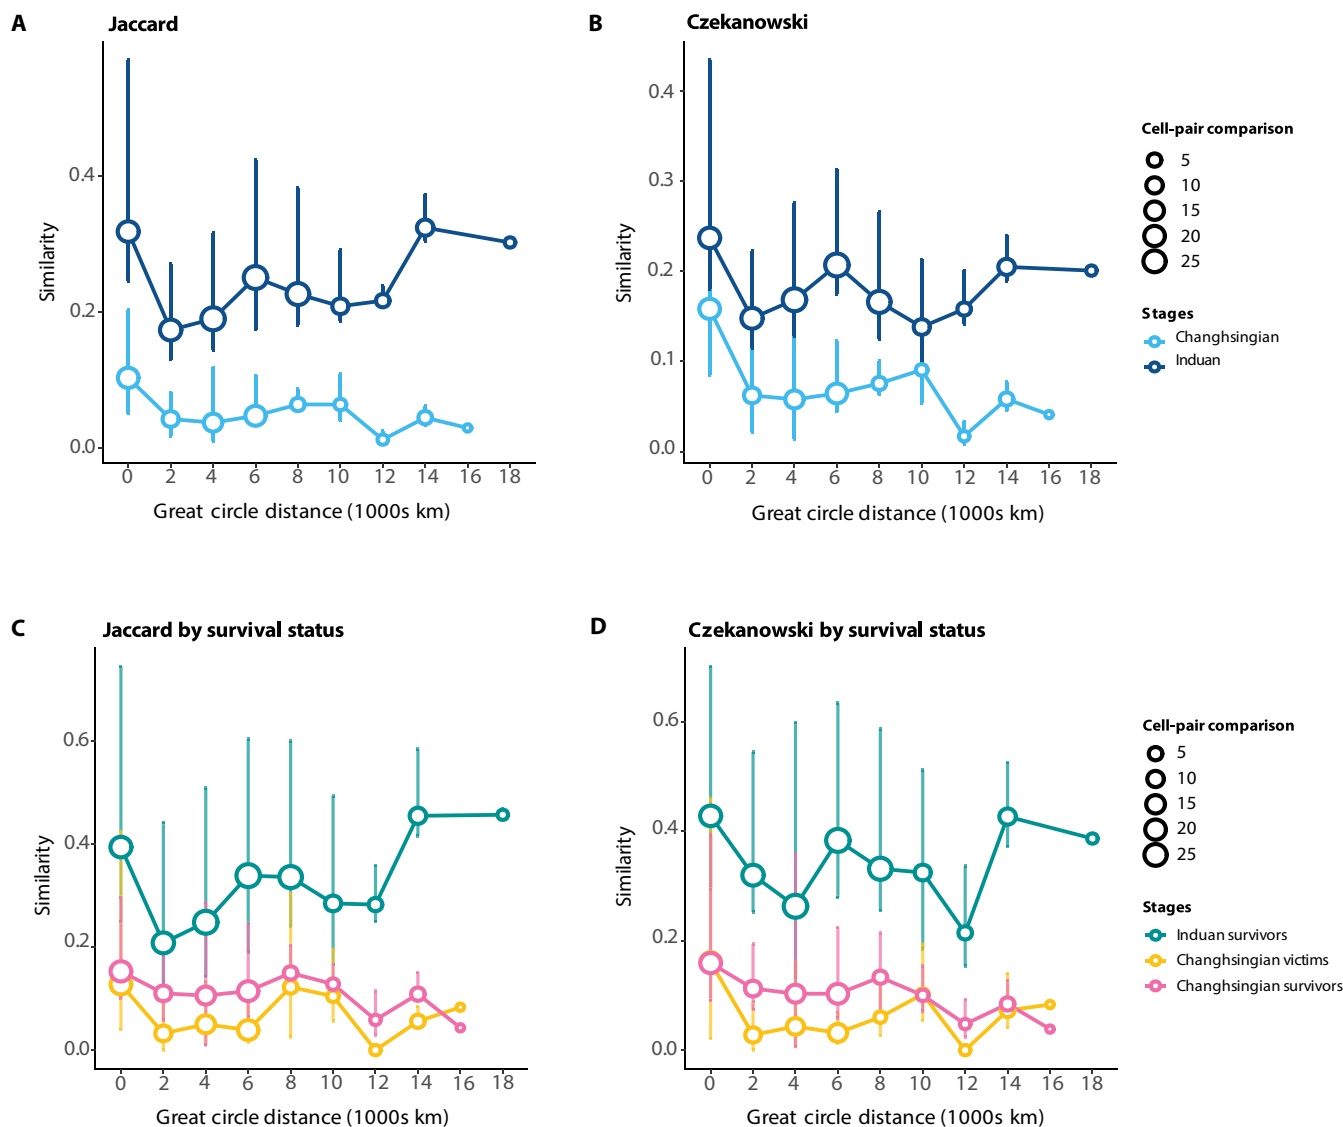 A
Jaccard
0.4
0.2
0.0
Similarity
0 2 4 6 8 10 12 14 16 18
Great circle distance (1000s km)
B
Czekanowski
0.4
0.3
0.2
0.1
0.0
Similarity
0 2 4 6 8 10 12 14 16 18
Great circle distance (1000s km)
Cell-pair comparison
5
10
15
20
25
Stages
Changhsingian
Induan
C
Jaccard by survival status
0.6
0.4
0.2
0.0
Similarity
0 2 4 6 8 10 12 14 16 18
Great circle distance (1000s km)
D
Czekanowski by survival status
0.6
0.4
0.2
0.0
Similarity
0 2 4 6 8 10 12 14 16 18
Great circle distance (1000s km)
Cell-pair comparison
5
10
15
20
25
Stages
Induan survivors
Changhsingian victims
Changhsingian survivors